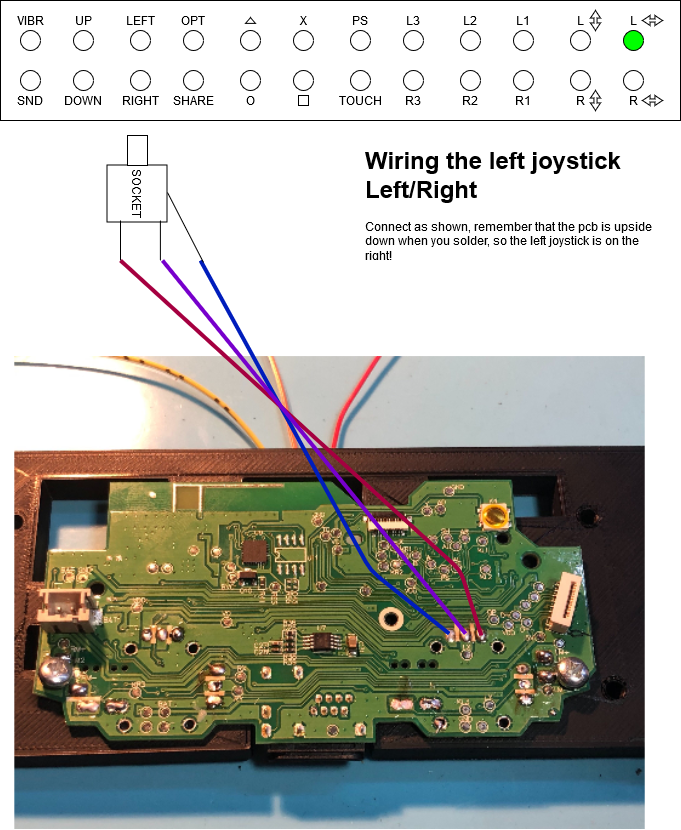 VIBR UP LEFT OPT △ X PS L3 L2 L1 L L
SND DOWN RIGHT SHARE O □ TOUCH R3 R2 R1 R R
SOCKET
Wiring the left joystick
Left/Right
Connect as shown, remember that the pcb is upside
down when you solder, so the left joystick is on the
right!